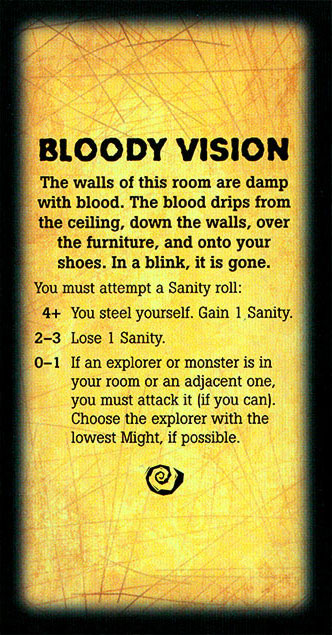 BLOODY VISION
The walls of this room are damp
with blood. The blood drips from
the ceiling, down the walls, over
the furniture, and onto your
shoes. In a blink, it is gone.
You must attempt a Sanity roll:
4+ You steel yourself. Gain 1 Sanity.
2–3 Lose 1 Sanity.
0–1 If an explorer or monster is in
your room or an adjacent one,
you must attack it (if you can).
Choose the explorer with the
lowest Might, if possible.